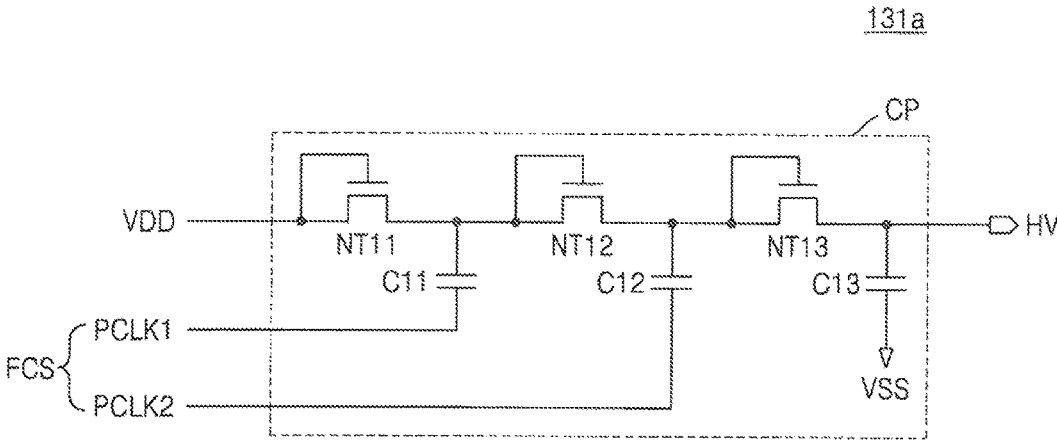 131a
CP
VDD
NT11
NT12
NT13
HV
C11
C12
C13
FCS
PCLK1
PCLK2
VSS